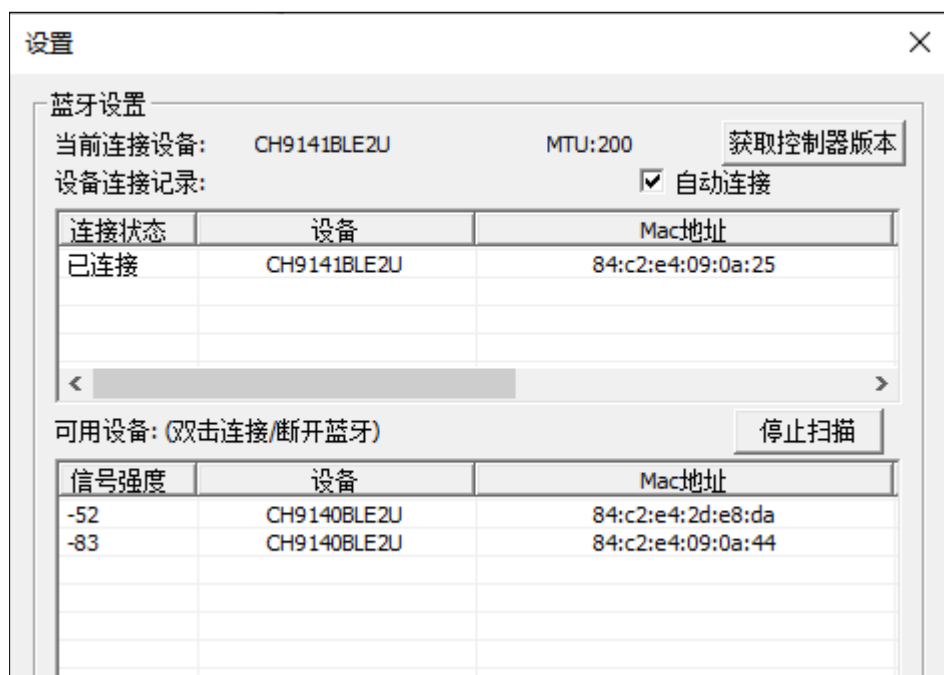 设置
蓝牙设置
当前连接设备: CH9141BLE2U MTU:200 获取控制器版本
设备连接记录: 自动连接
连接状态 设备 Mac地址
已连接 CH9141BLE2U 84:c2:e4:09:0a:25
可用设备: (双击连接/断开蓝牙) 停止扫描
信号强度 设备 Mac地址
-52 CH9140BLE2U 84:c2:e4:2d:e8:da
-83 CH9140BLE2U 84:c2:e4:09:0a:44